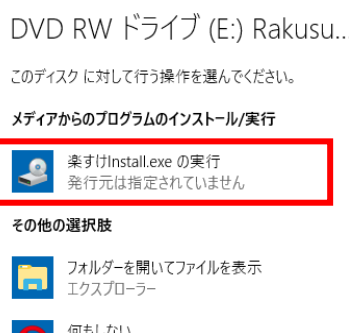 DVD RW ドライブ (E:) Rakusu...
このディスク に対して行う操作を選んでください。
メディアからのプログラムのインストール/実行
楽すけInstall.exe の実行
発行元は指定されていません
その他の選択肢
フォルダーを開いてファイルを表示
エクスプローラー
何もしない